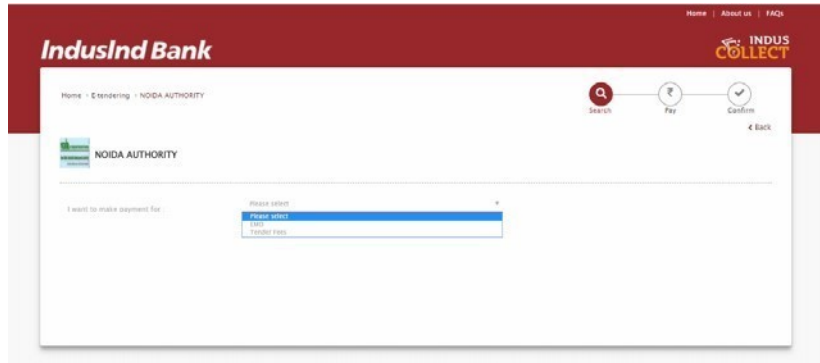 Home | About us | FAQs
IndusInd Bank
INDUS
COLLECT
Home > E-tendering > NOIDA AUTHORITY
Search
Pay
Confirm
< Back
NOIDA AUTHORITY
I want to make payment for :
Please select
Please select
EMD
Tender Fees